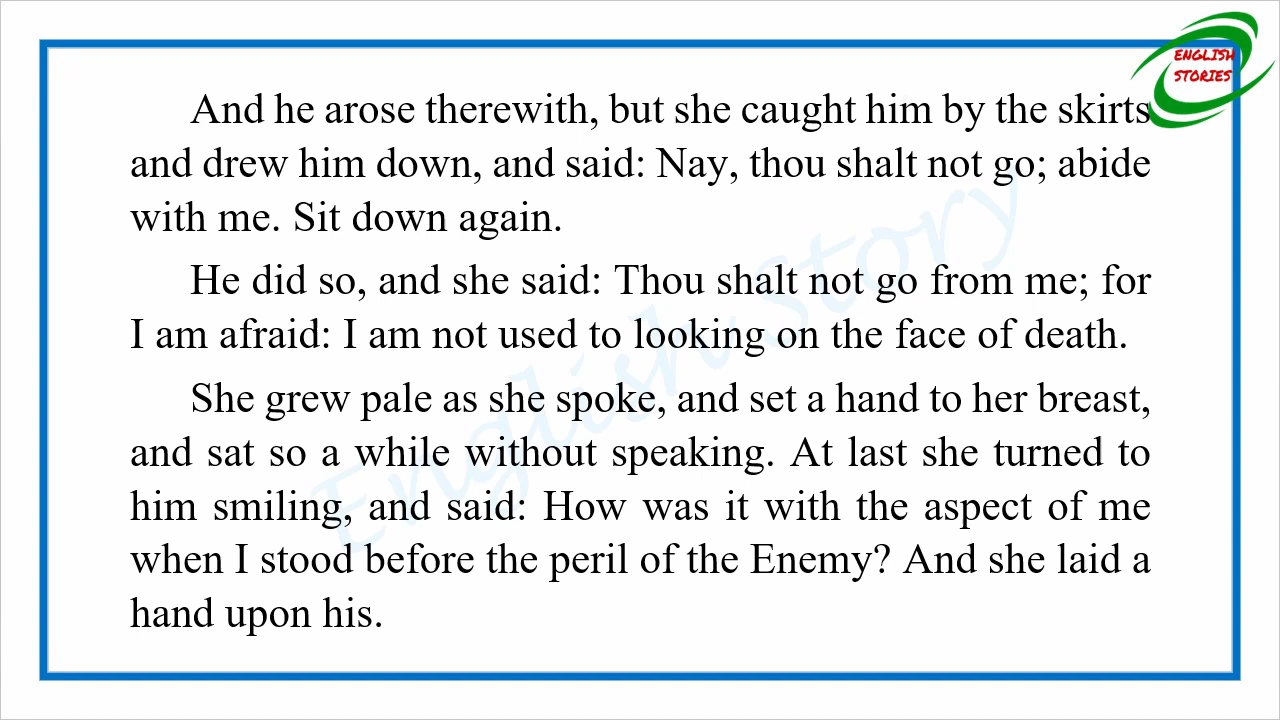 ENGLISH
STORIES
And he arose therewith, but she caught him by the skirts
and drew him down, and said: Nay, thou shalt not go; abide
with me. Sit down again.
He did so, and she said: Thou shalt not go from me; for
I am afraid: I am not used to looking on the face of death.
She grew pale as she spoke, and set a hand to her breast,
and sat so a while without speaking. At last she turned to
him smiling, and said: How was it with the aspect of me
when I stood before the peril of the Enemy? And she laid a
hand upon his.
English Story